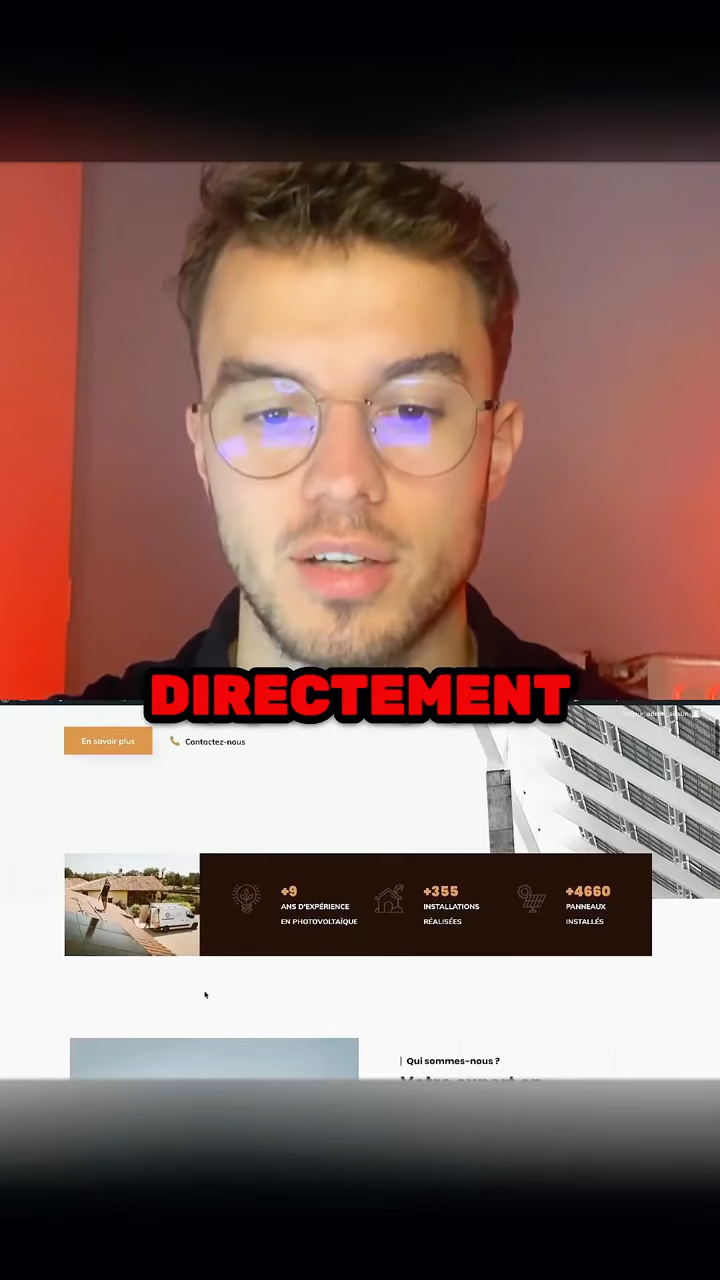 DIRECTEMENT
En savoir plus
Contactez-nous
+9
ANS D'EXPÉRIENCE
EN PHOTOVOLTAÏQUE
+355
INSTALLATIONS
RÉALISÉES
+4660
PANNEAUX
INSTALLÉS
Qui sommes-nous ?